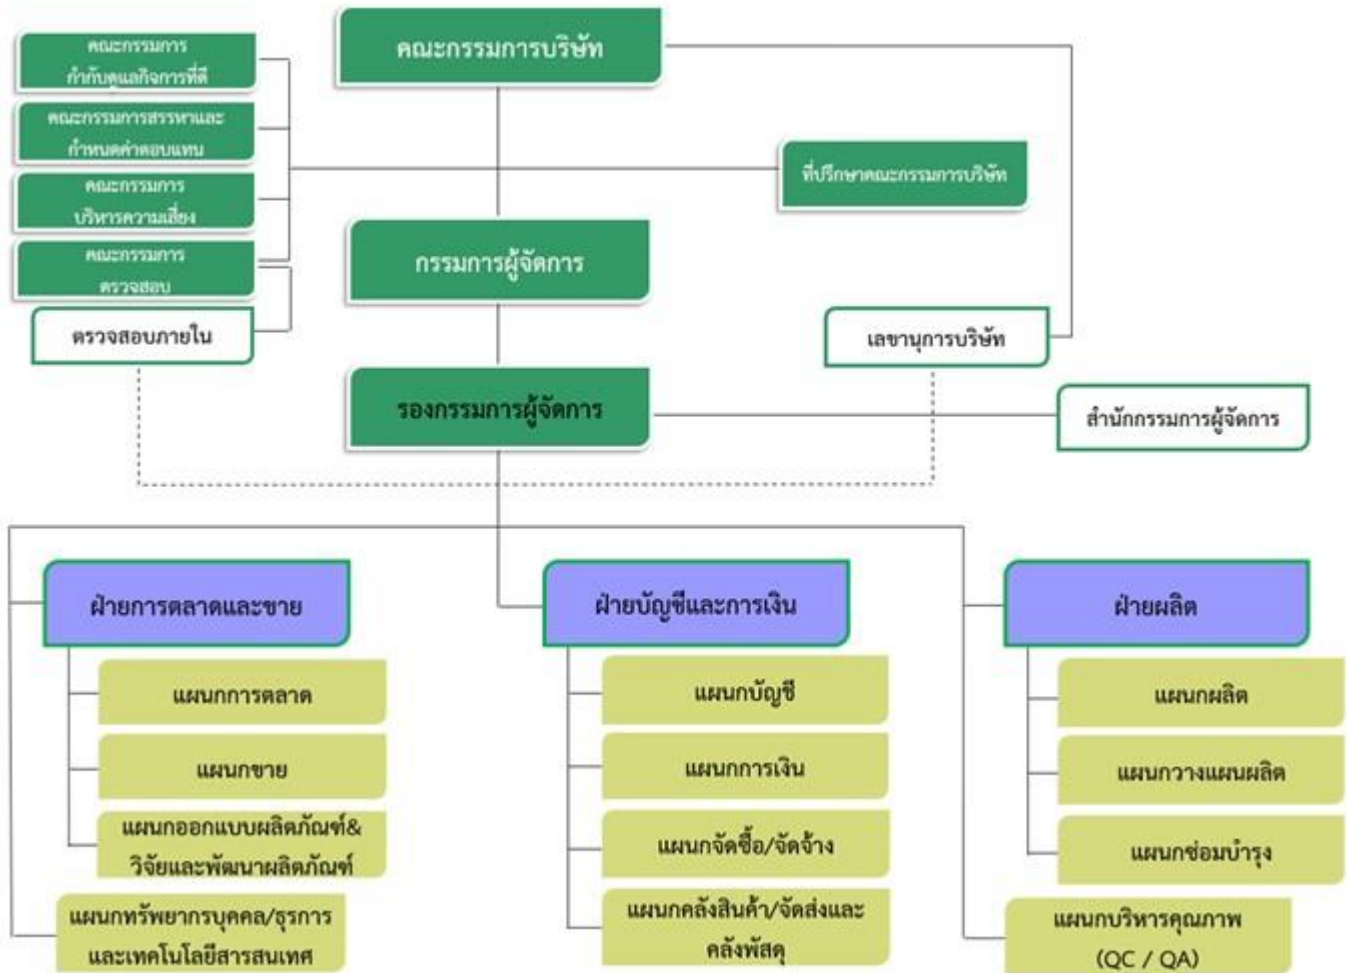 คณะกรรมการบริษัท
คณะกรรมการ
กำกับดูแลกิจการที่ดี
คณะกรรมการสรรหาและ
กำหนดค่าตอบแทน
คณะกรรมการ
บริหารความเสี่ยง
คณะกรรมการ
ตรวจสอบ
ตรวจสอบภายใน
ที่ปรึกษาคณะกรรมการบริษัท
กรรมการผู้จัดการ
เลขานุการบริษัท
รองกรรมการผู้จัดการ
สำนักกรรมการผู้จัดการ
ฝ่ายการตลาดและขาย
แผนกการตลาด
แผนกขาย
แผนกออกแบบผลิตภัณฑ์&
วิจัยและพัฒนาผลิตภัณฑ์
แผนกทรัพยากรบุคคล/ธุรการ
และเทคโนโลยีสารสนเทศ
ฝ่ายบัญชีและการเงิน
แผนกบัญชี
แผนกการเงิน
แผนกจัดซื้อ/จัดจ้าง
แผนกคลังสินค้า/จัดส่งและ
คลังพัสดุ
ฝ่ายผลิต
แผนกผลิต
แผนกวางแผนผลิต
แผนกซ่อมบำรุง
แผนกบริหารคุณภาพ
(QC / QA)